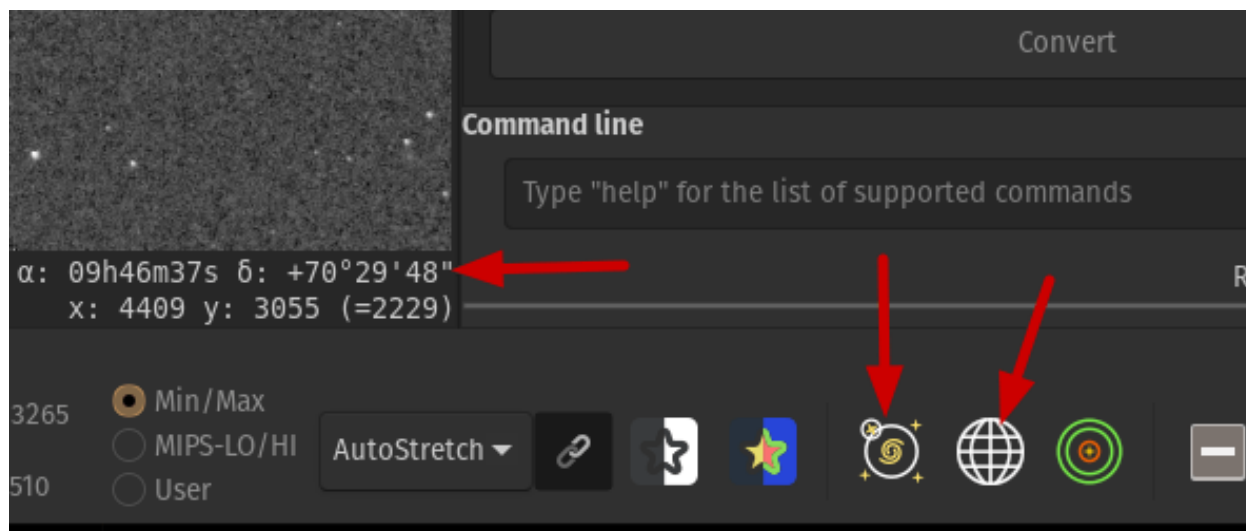 Convert
Command line
Type "help" for the list of supported commands
α: 09h46m37s δ: +70°29'48"
x: 4409 y: 3055 (=2229)
R
3265
510
Min/Max
MIPS-LO/HI
User
AutoStretch